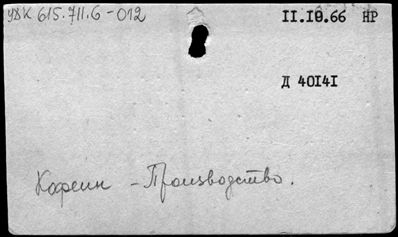 УДК 615.711.6-012
II.I0.66 НР
Д 40I4I
Кофеин - Производство.